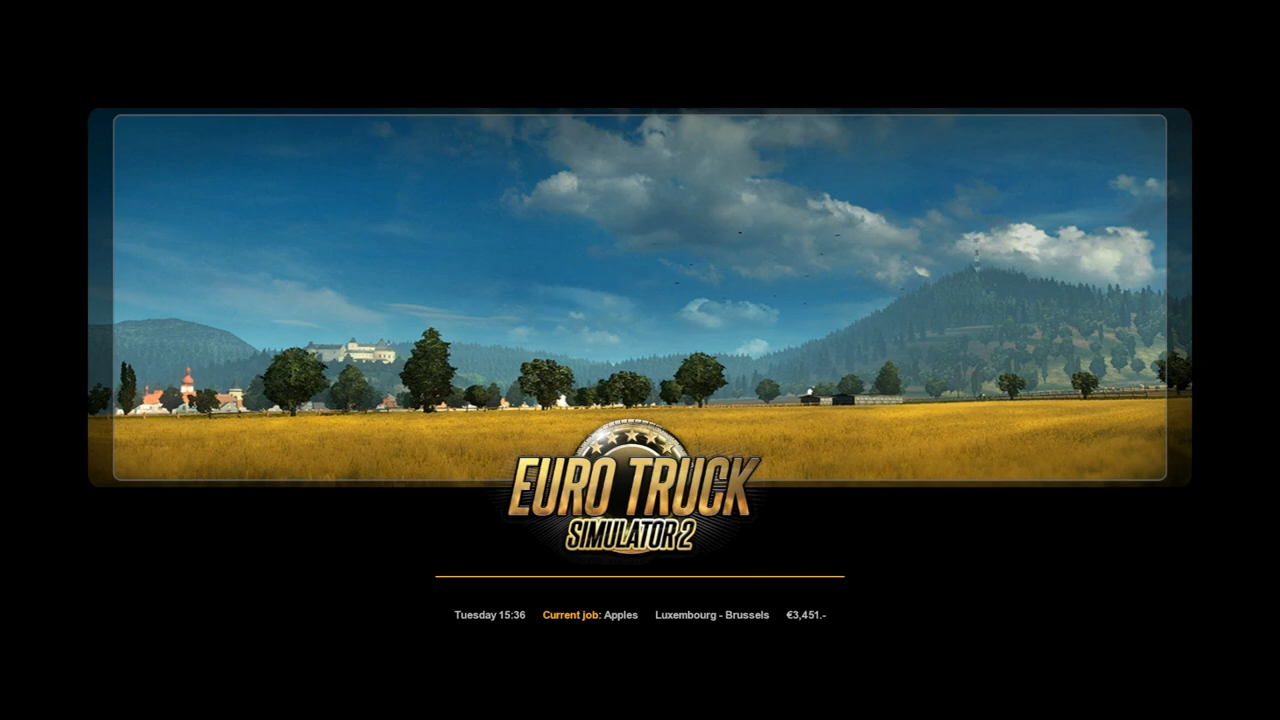 EURO TRUCK
SIMULATOR 2
Tuesday 15:36 Current job: Apples Luxembourg - Brussels €3,451.-